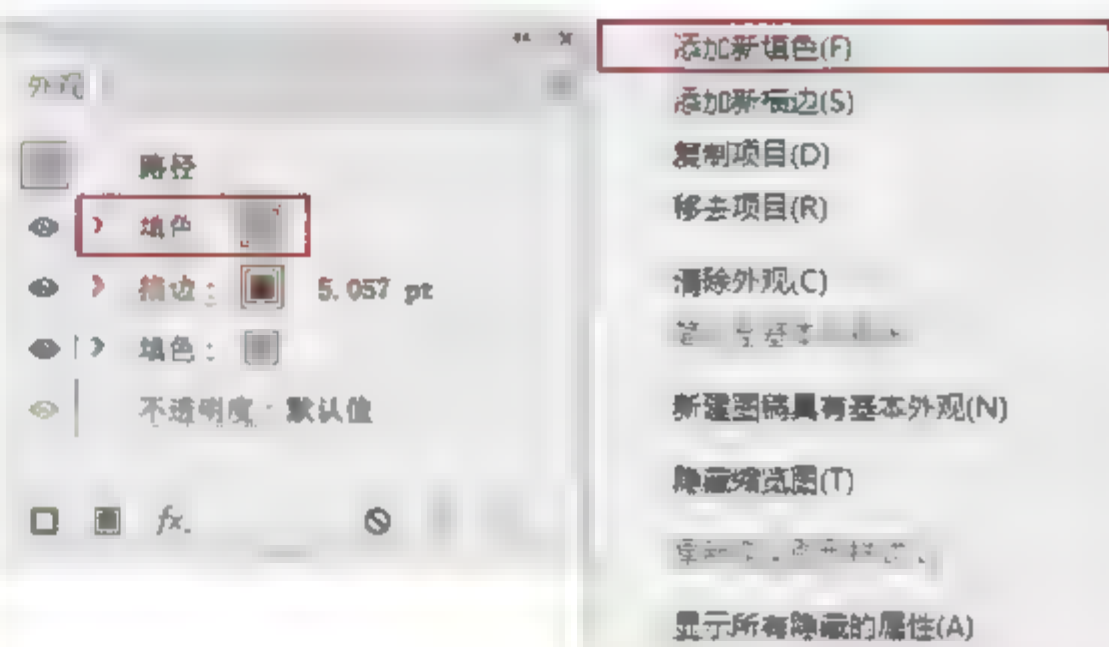 外观
路径
填色
描边: 5.057 pt
填色:
不透明度: 默认值
fx.
添加新填色(F)
添加新描边(S)
复制项目(D)
移去项目(R)
清除外观(C)
新建图稿具有基本外观(N)
隐藏缩览图(T)
显示所有隐藏的属性(A)